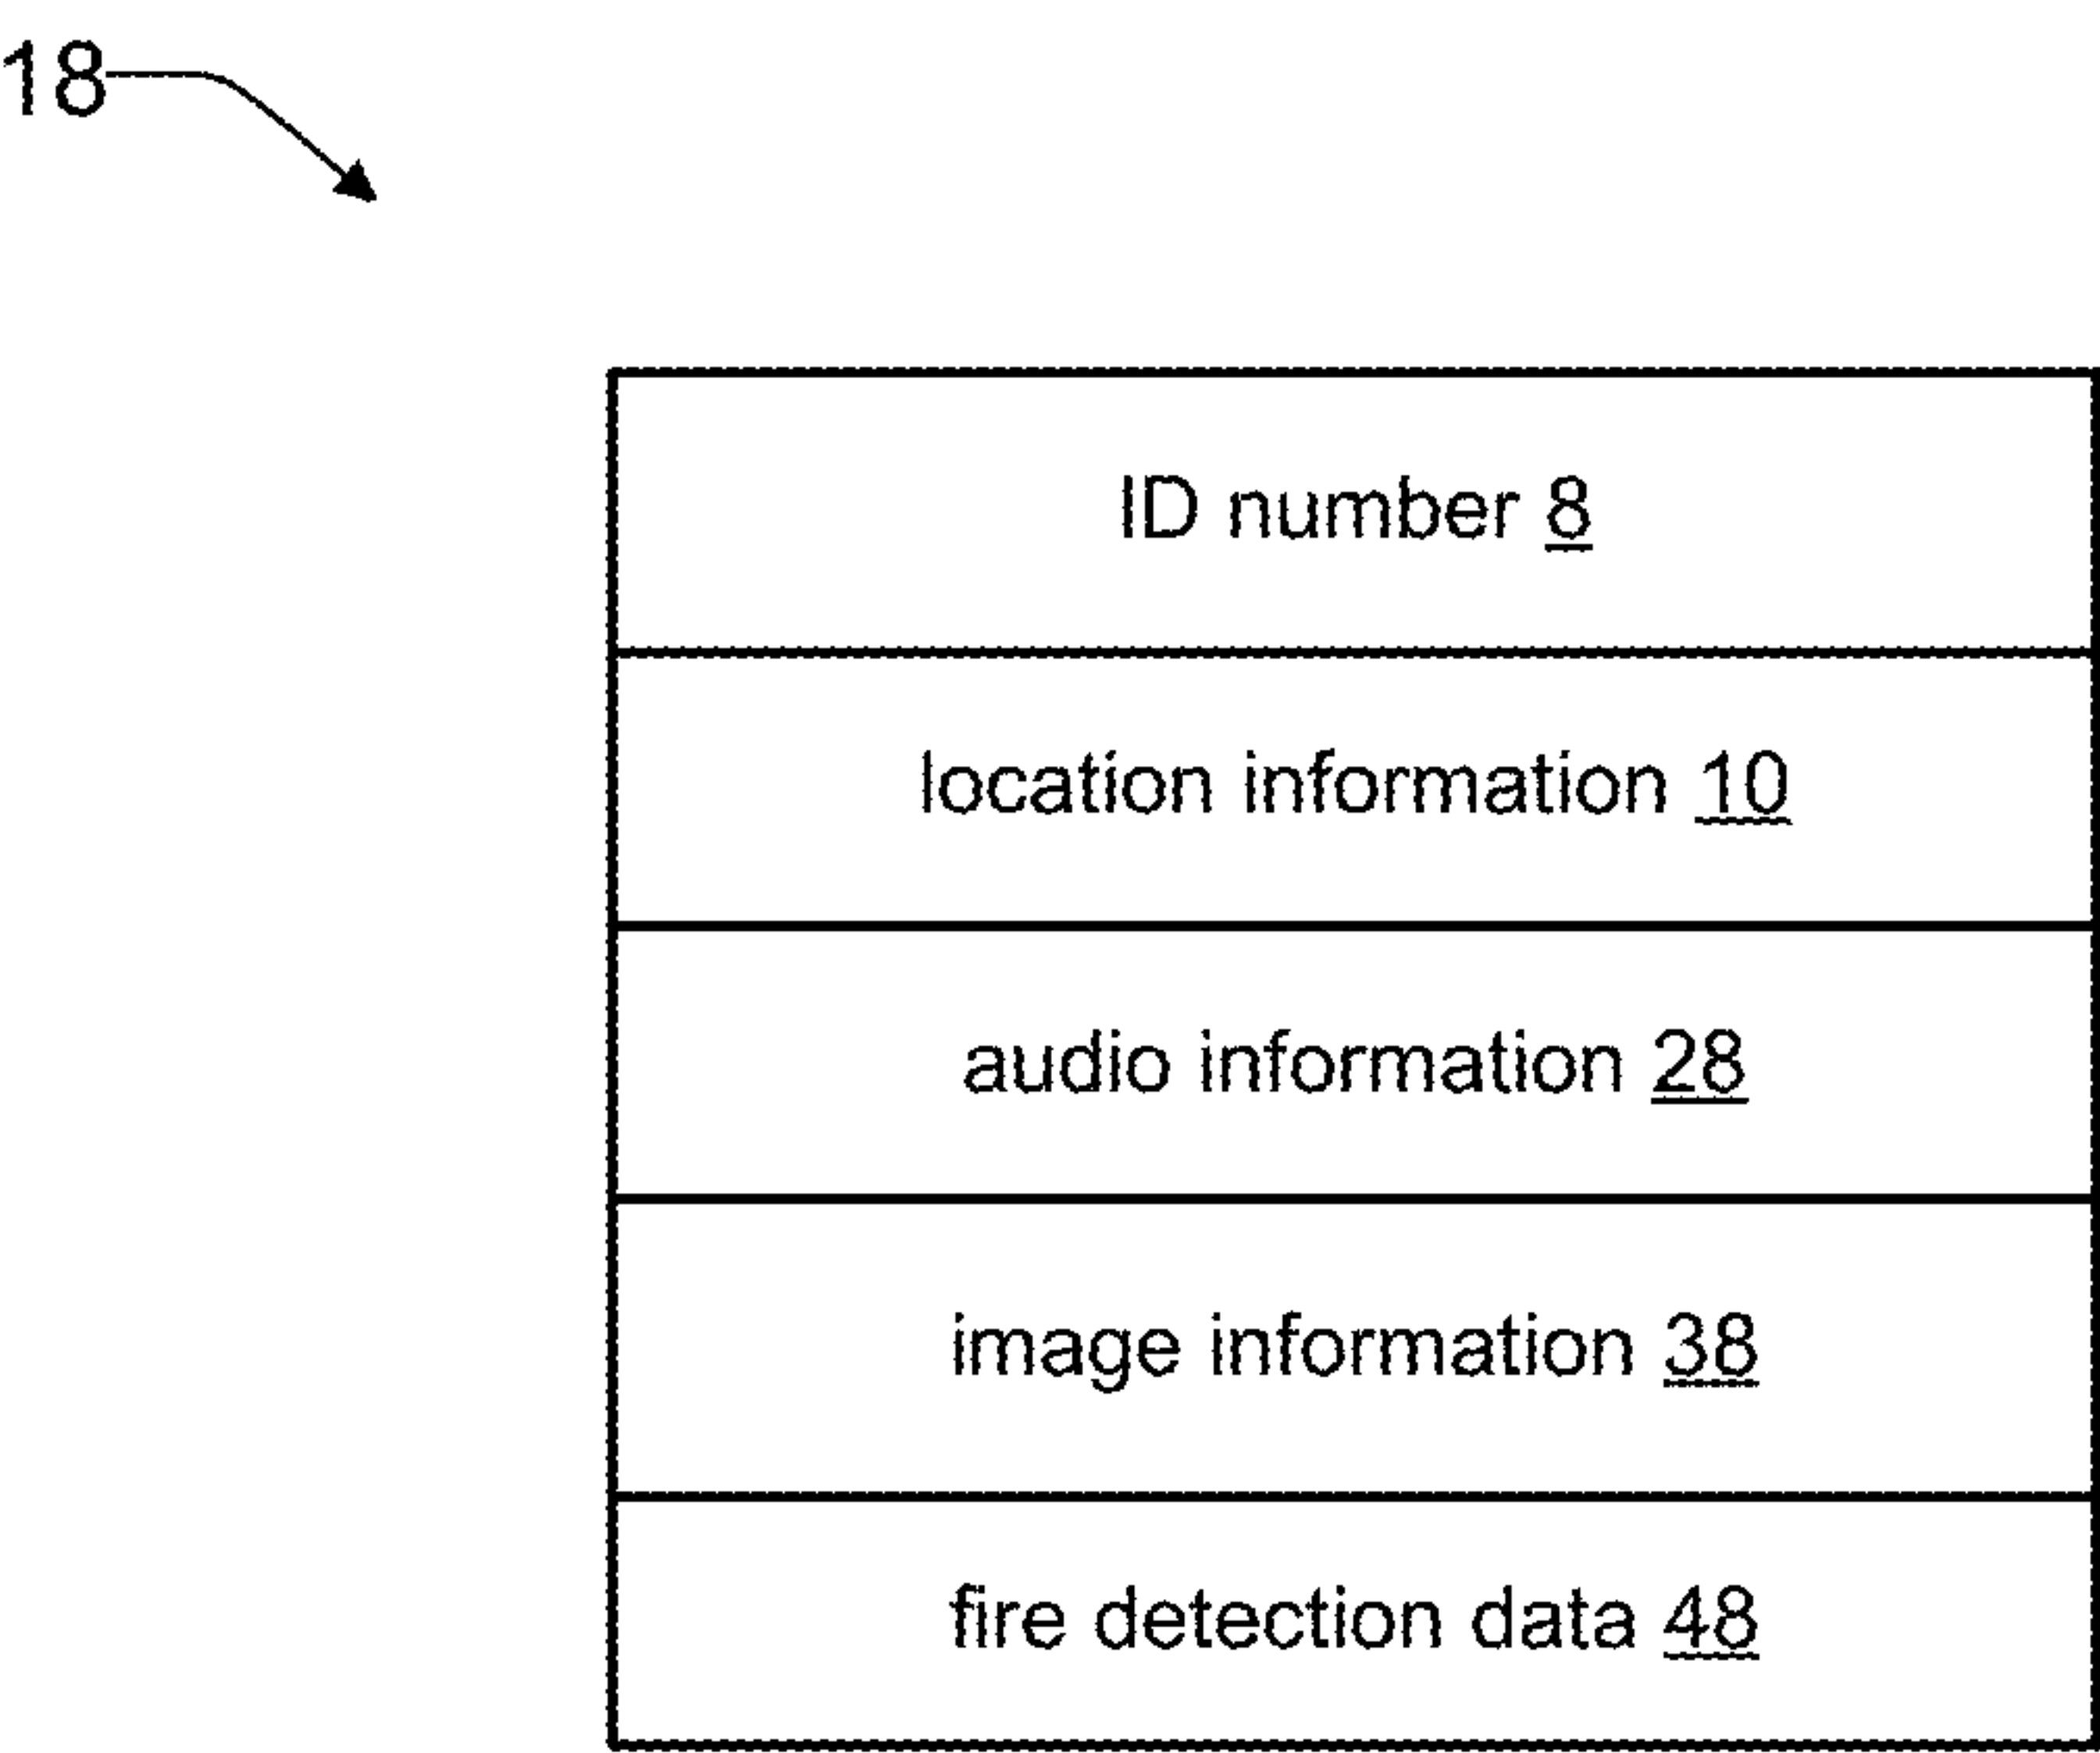 18
ID number 8
location information 10
audio information 28
image information 38
fire detection data 48